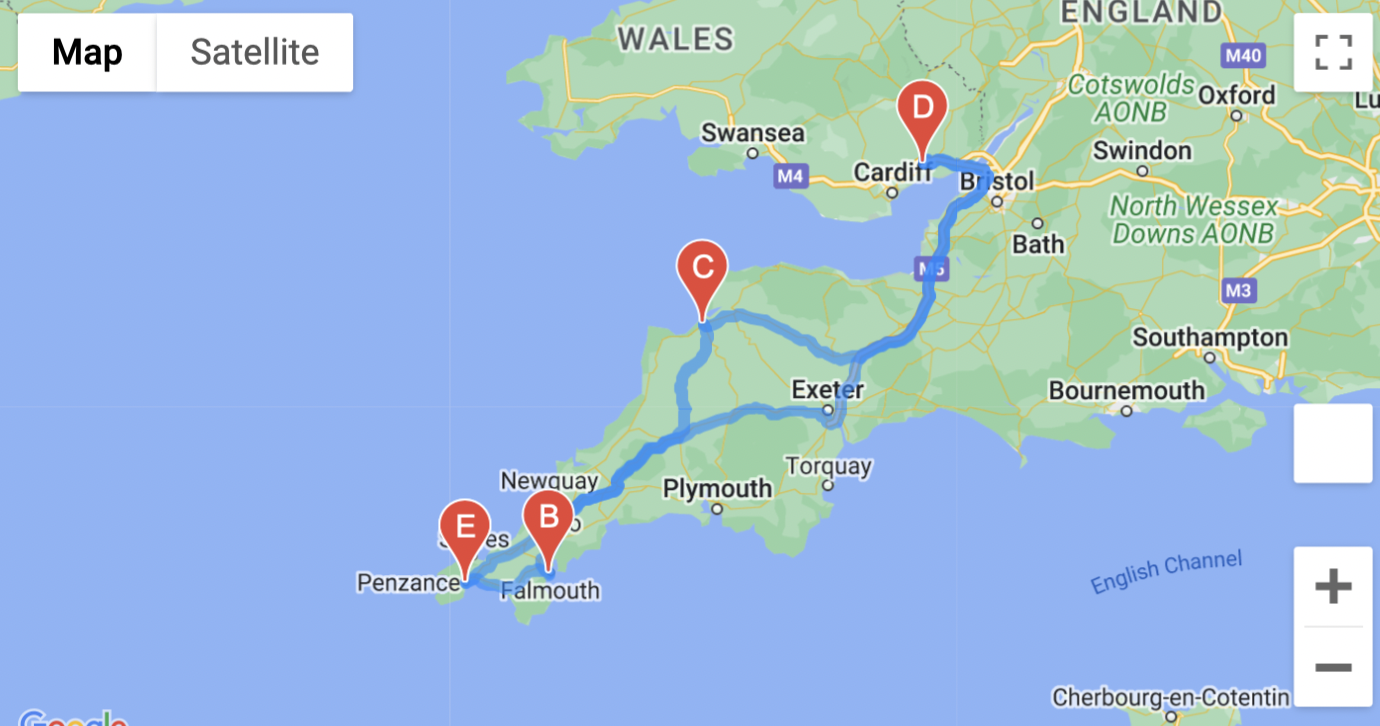 Map
Satellite
WALES
ENGLAND
M40
Cotswolds
AONB
Oxford
Lu
Swansea
D
Swindon
M4
Cardiff
Bristol
North Wessex
Downs AONB
Bath
C
M5
M3
Southampton
Exeter
Bournemouth
Torquay
Newquay
Plymouth
E
B
es
Penzance
Falmouth
English Channel
Cherbourg-en-Cotentin
Google